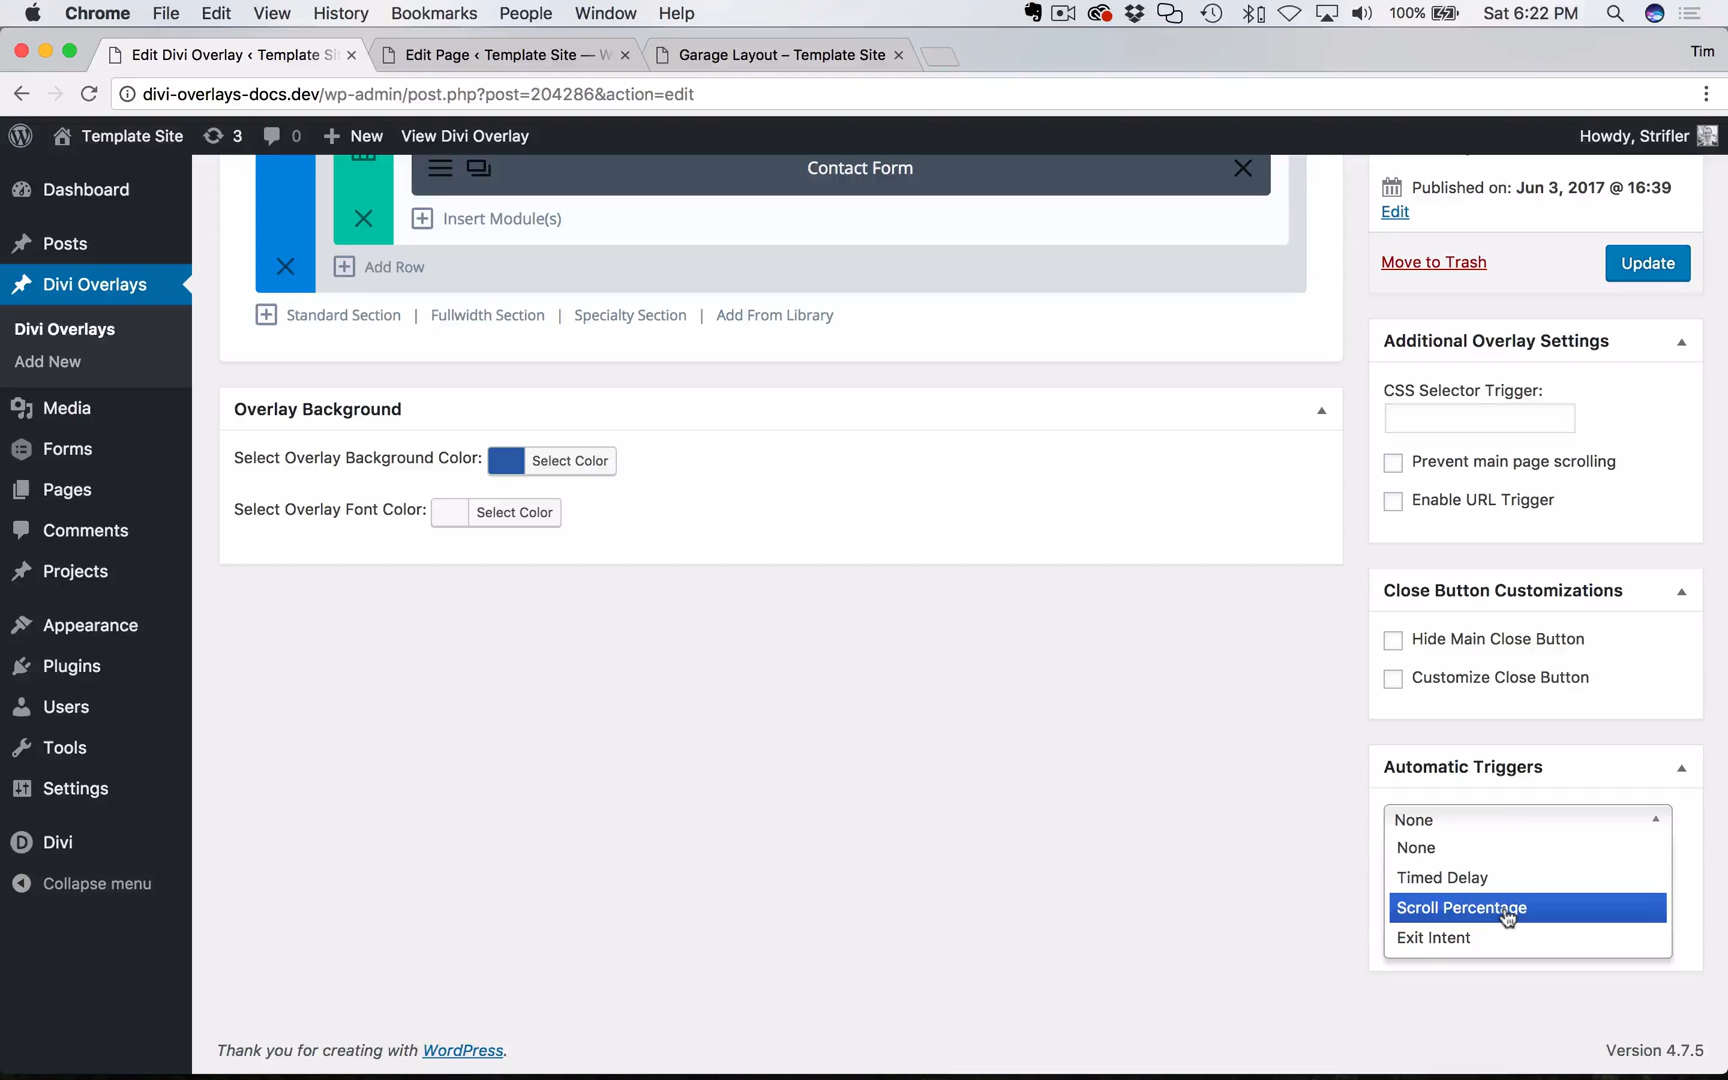 Chrome File Edit View History Bookmarks People Window Help 100% Sat 6:22 PM
Edit Divi Overlay ‹ Template Si Edit Page ‹ Template Site — W Garage Layout – Template Site Tim
divi-overlays-docs.dev/wp-admin/post.php?post=204286&action=edit
Template Site 3 0 New View Divi Overlay Howdy, Strifler
Dashboard
Posts
Divi Overlays
Divi Overlays
Add New
Media
Forms
Pages
Comments
Projects
Appearance
Plugins
Users
Tools
Settings
Divi
Collapse menu
Contact Form
Insert Module(s)
Add Row
Standard Section | Fullwidth Section | Specialty Section | Add From Library
Overlay Background
Select Overlay Background Color: Select Color
Select Overlay Font Color: Select Color
Published on: Jun 3, 2017 @ 16:39
Edit
Move to Trash Update
Additional Overlay Settings
CSS Selector Trigger:
Prevent main page scrolling
Enable URL Trigger
Close Button Customizations
Hide Main Close Button
Customize Close Button
Automatic Triggers
None
None
Timed Delay
Scroll Percentage
Exit Intent
Thank you for creating with WordPress. Version 4.7.5